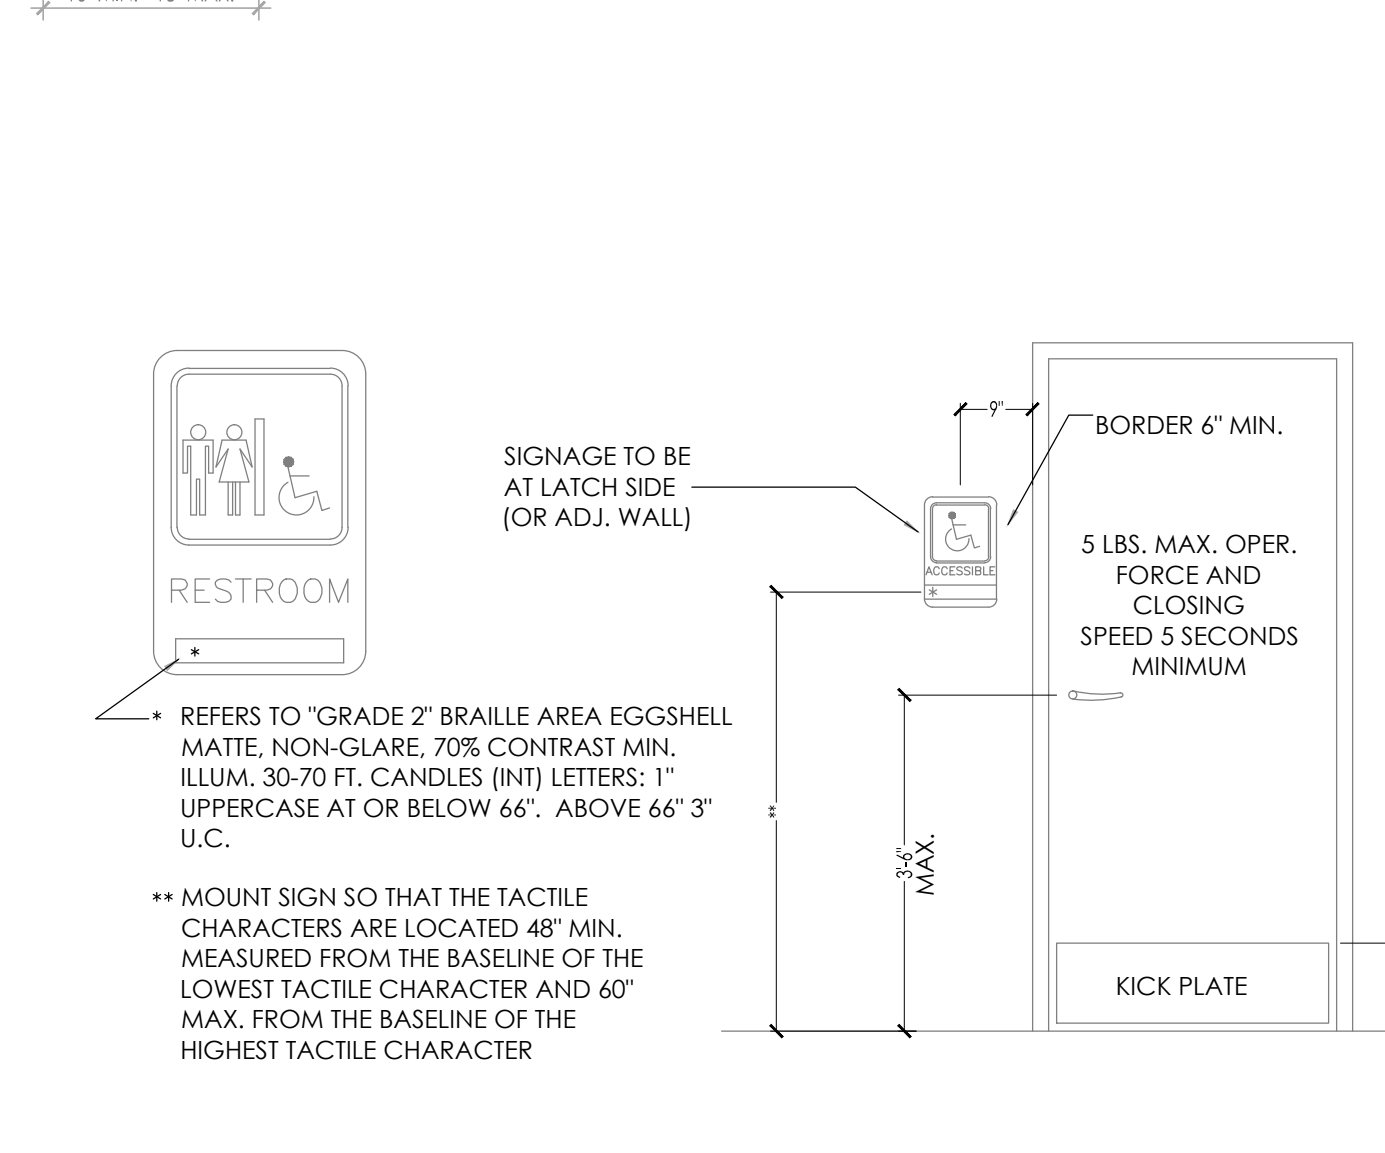 RESTROOM
*
* REFERS TO "GRADE 2" BRAILLE AREA EGGSHELL
MATTE, NON-GLARE, 70% CONTRAST MIN.
ILLUM. 30-70 FT. CANDLES (INT) LETTERS: 1"
UPPERCASE AT OR BELOW 66".  ABOVE 66" 3"
U.C.
** MOUNT SIGN SO THAT THE TACTILE
CHARACTERS ARE LOCATED 48" MIN.
MEASURED FROM THE BASELINE OF THE
LOWEST TACTILE CHARACTER AND 60"
MAX. FROM THE BASELINE OF THE
HIGHEST TACTILE CHARACTER
SIGNAGE TO BE
AT LATCH SIDE
(OR ADJ. WALL)
9"
BORDER 6" MIN.
ACCESSIBLE
*
5 LBS. MAX. OPER.
FORCE AND
CLOSING
SPEED 5 SECONDS
MINIMUM
**
3'-6"
MAX.
KICK PLATE